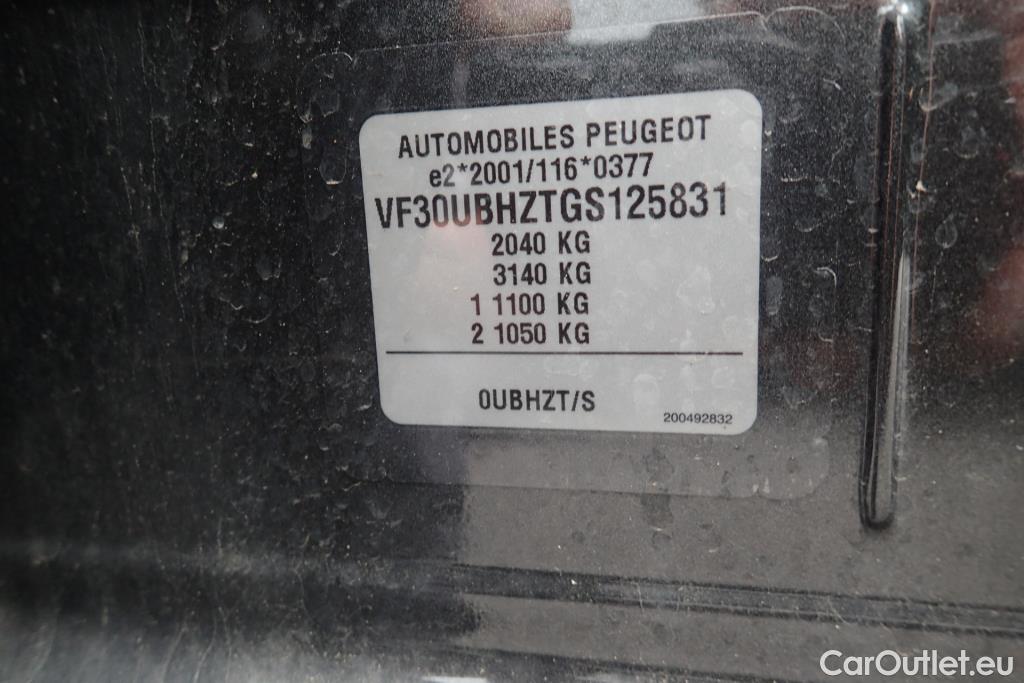 AUTOMOBILES PEUGEOT
e2*2001/116*0377
VF30UBHZTGS125831
2040 KG
3140 KG
1 1100 KG
2 1050 KG
0UBHZT/S
200492832
CarOutlet.eu